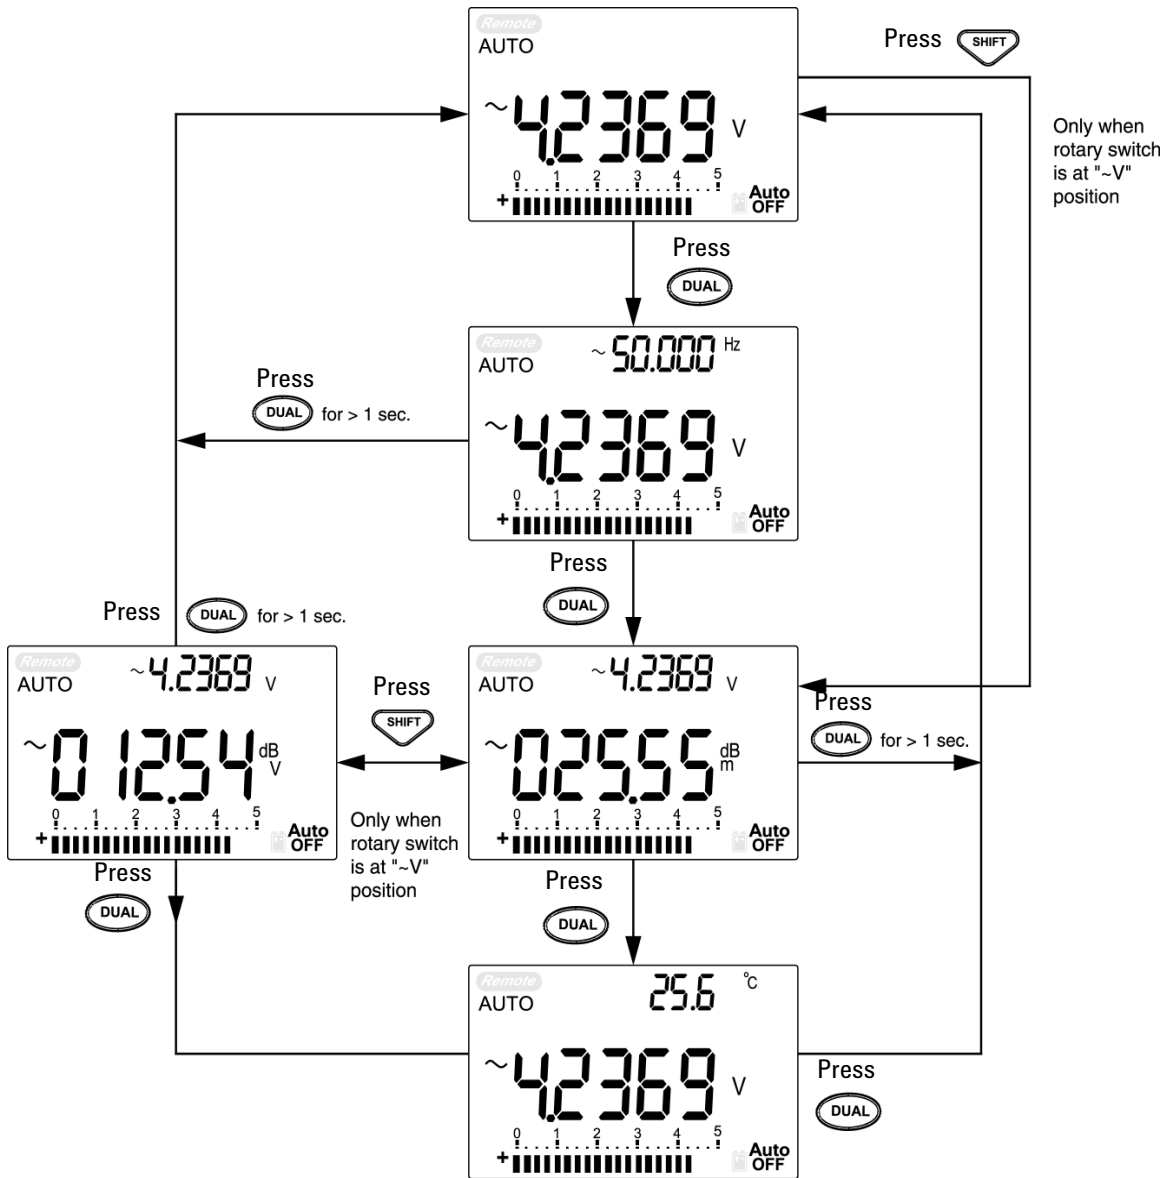 Remote
AUTO
~4.2369 V
0 1 2 3 4 5
+
Auto
OFF
Press SHIFT
Only when
rotary switch
is at "~V"
position
Press
DUAL
Remote
AUTO
~50.000 Hz
~4.2369 V
0 1 2 3 4 5
+
Auto
OFF
Press
DUAL for > 1 sec.
Press
DUAL
Press DUAL for > 1 sec.
Remote
AUTO
~4.2369 V
~012.54 dB
V
0 1 2 3 4 5
+
Auto
OFF
Press
SHIFT
Only when
rotary switch
is at "~V"
position
Remote
AUTO
~4.2369 V
~025.55 dB
m
0 1 2 3 4 5
+
Auto
OFF
Press
DUAL for > 1 sec.
Press
DUAL
Press
DUAL
Remote
AUTO
25.6 °C
~4.2369 V
0 1 2 3 4 5
+
Auto
OFF
Press
DUAL